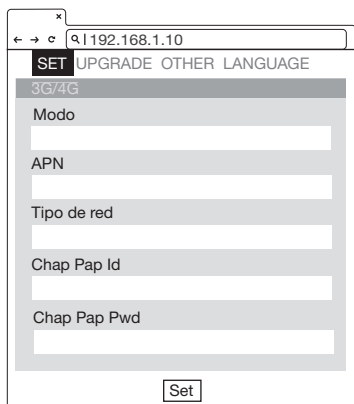 192.168.1.10
SET UPGRADE OTHER LANGUAGE
3G/4G
Modo
APN
Tipo de red
Chap Pap Id
Chap Pap Pwd
Set